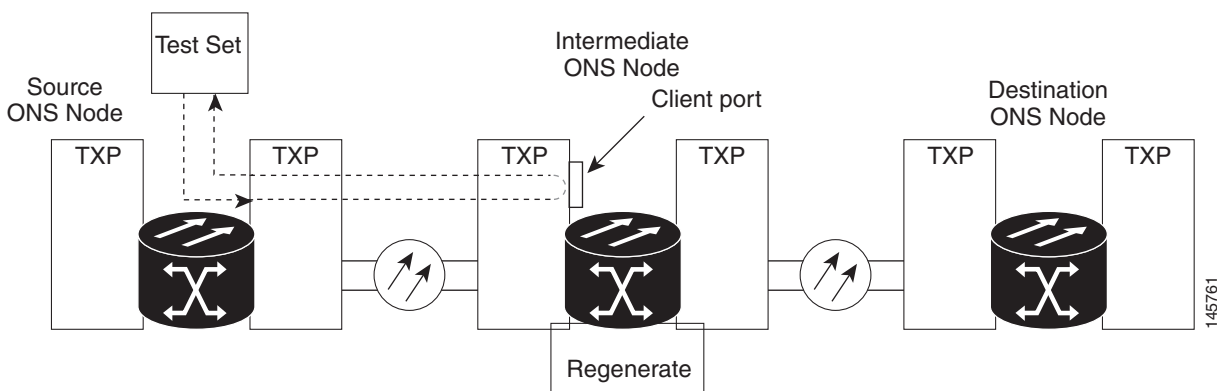 Test Set
Source
ONS Node
Intermediate
ONS Node
Client port
Destination
ONS Node
TXP
TXP
TXP
TXP
TXP
TXP
Regenerate
145761